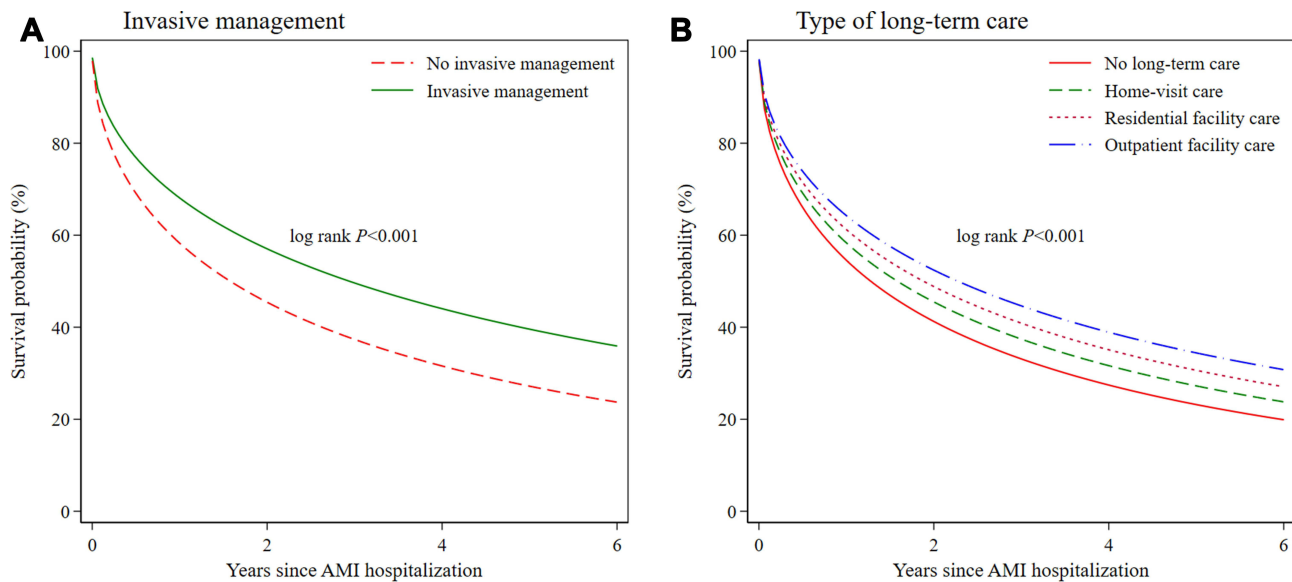 A
Invasive management
100
80
60
40
20
0
Survival probability (%)
No invasive management
Invasive management
log rank P<0.001
0 2 4 6
Years since AMI hospitalization
B
Type of long-term care
100
80
60
40
20
0
Survival probability (%)
No long-term care
Home-visit care
Residential facility care
Outpatient facility care
log rank P<0.001
0 2 4 6
Years since AMI hospitalization